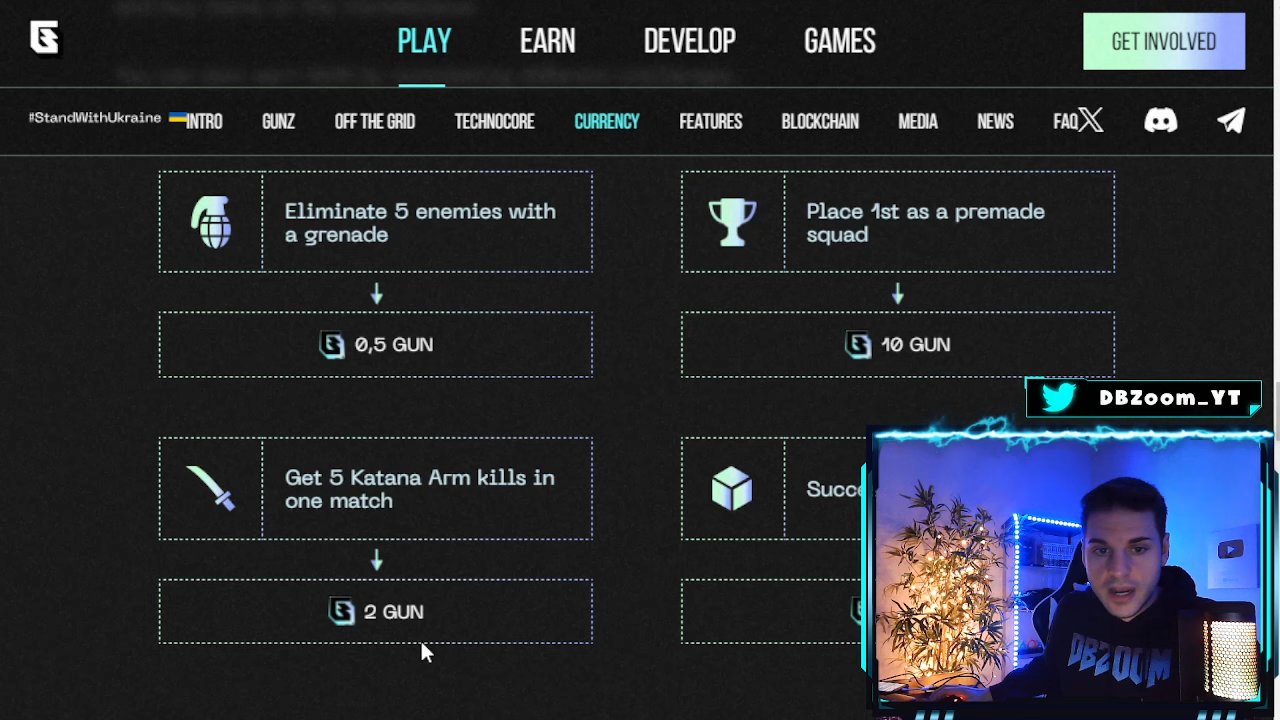 PLAY EARN DEVELOP GAMES GET INVOLVED
#StandWithUkraine INTRO GUNZ OFF THE GRID TECHNOCORE CURRENCY FEATURES BLOCKCHAIN MEDIA NEWS FAQ
Eliminate 5 enemies with
a grenade
Place 1st as a premade
squad
0,5 GUN
10 GUN
DBZoom_YT
Get 5 Katana Arm kills in
one match
2 GUN
DBZOOM